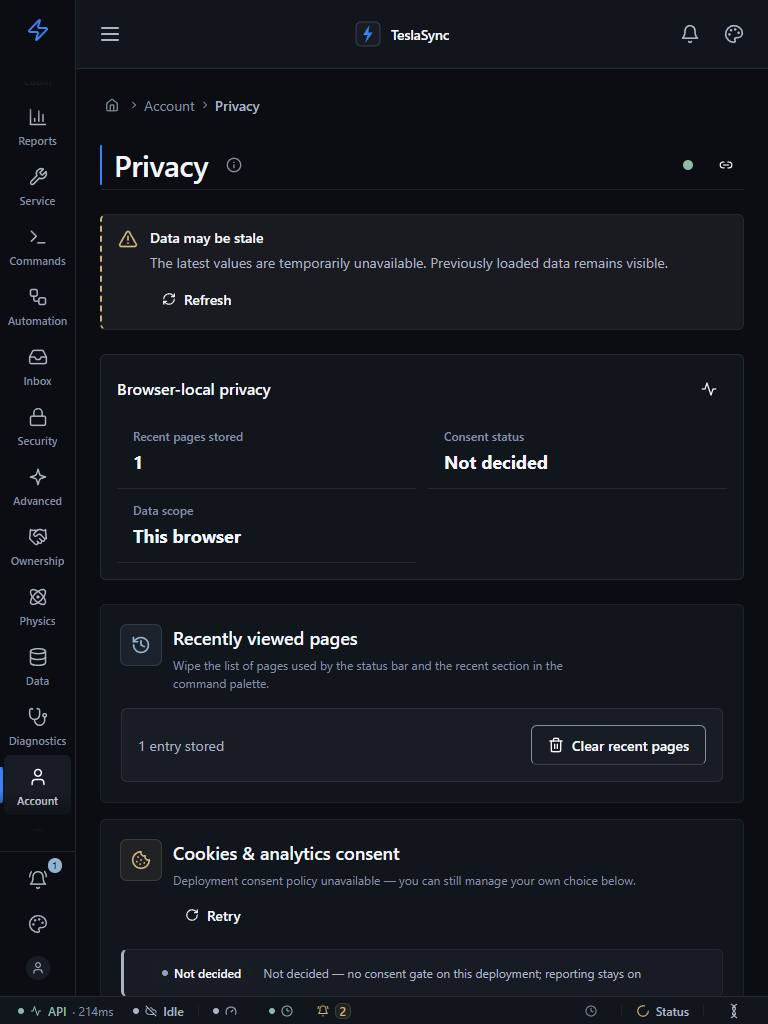 TeslaSync
Reports
Service
Commands
Automation
Inbox
Security
Advanced
Ownership
Physics
Data
Diagnostics
Account
1
Account
Privacy
Privacy
Data may be stale
The latest values are temporarily unavailable. Previously loaded data remains visible.
Refresh
Browser-local privacy
Recent pages stored
1
Consent status
Not decided
Data scope
This browser
Recently viewed pages
Wipe the list of pages used by the status bar and the recent section in the
command palette.
1 entry stored
Clear recent pages
Cookies & analytics consent
Deployment consent policy unavailable — you can still manage your own choice below.
Retry
Not decided
Not decided — no consent gate on this deployment; reporting stays on
API · 214ms
Idle
2
Status